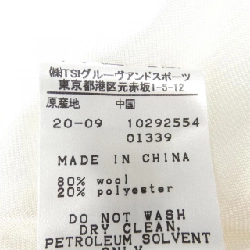 ㈱TSIグルーヴアンドスポーツ
東京都港区元赤坂1-5-12
原産地 中国
20-09 10292554
01339
MADE IN CHINA
80% wool
20% polyester
DO NOT WASH
DRY CLEAN,
PETROLEUM SOLVENT
ONLY